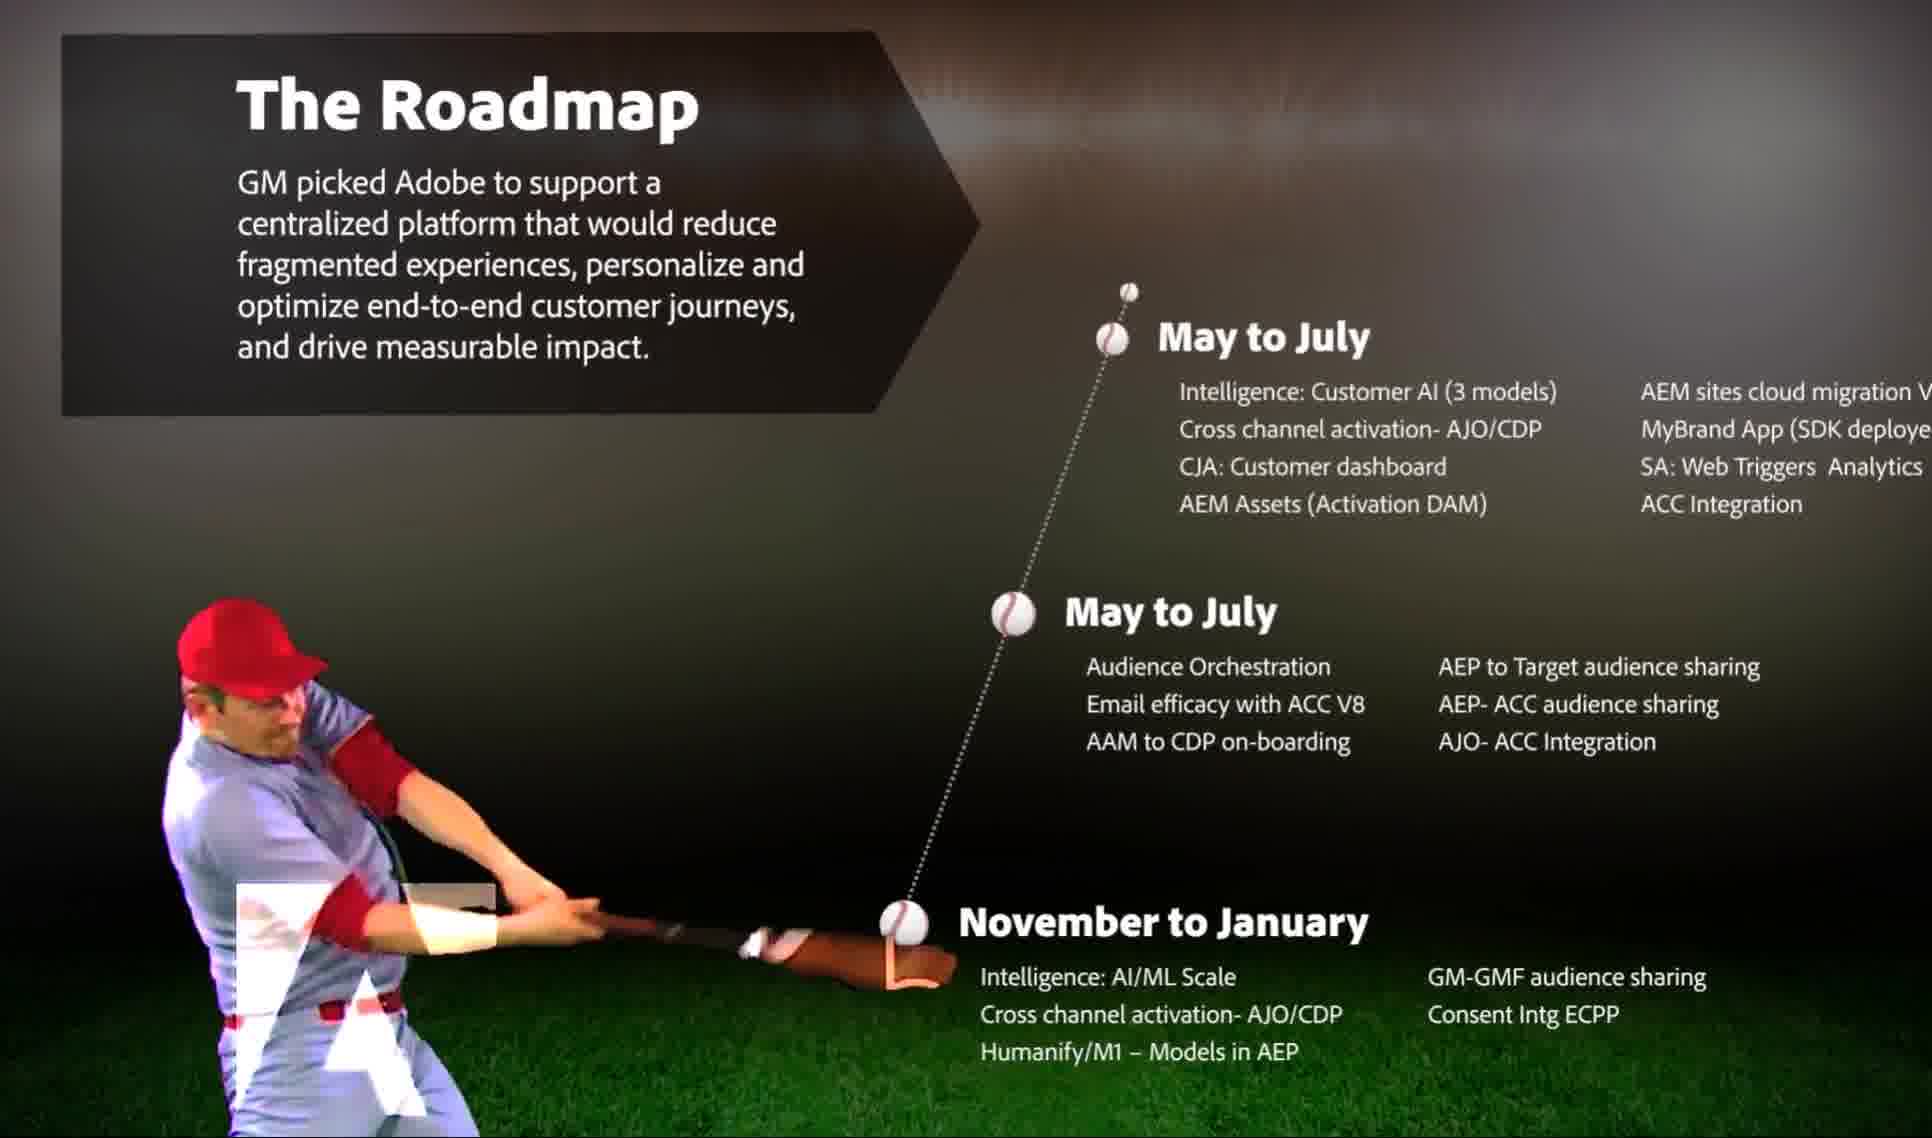 The Roadmap
GM picked Adobe to support a
centralized platform that would reduce
fragmented experiences, personalize and
optimize end-to-end customer journeys,
and drive measurable impact.
May to July
Intelligence: Customer AI (3 models)
Cross channel activation- AJO/CDP
CJA: Customer dashboard
AEM Assets (Activation DAM)
AEM sites cloud migration
MyBrand App (SDK
SA: Web Triggers Analytics
ACC Integration
May to July
Audience Orchestration
Email efficacy with ACC V8
AAM to CDP on-boarding
AEP to Target audience sharing
AEP- ACC audience sharing
AJO- ACC Integration
November to January
Intelligence: AI/ML Scale
Cross channel activation- AJO/CDP
Humanify/M1 – Models in AEP
GM-GMF audience sharing
Consent Intg ECPP